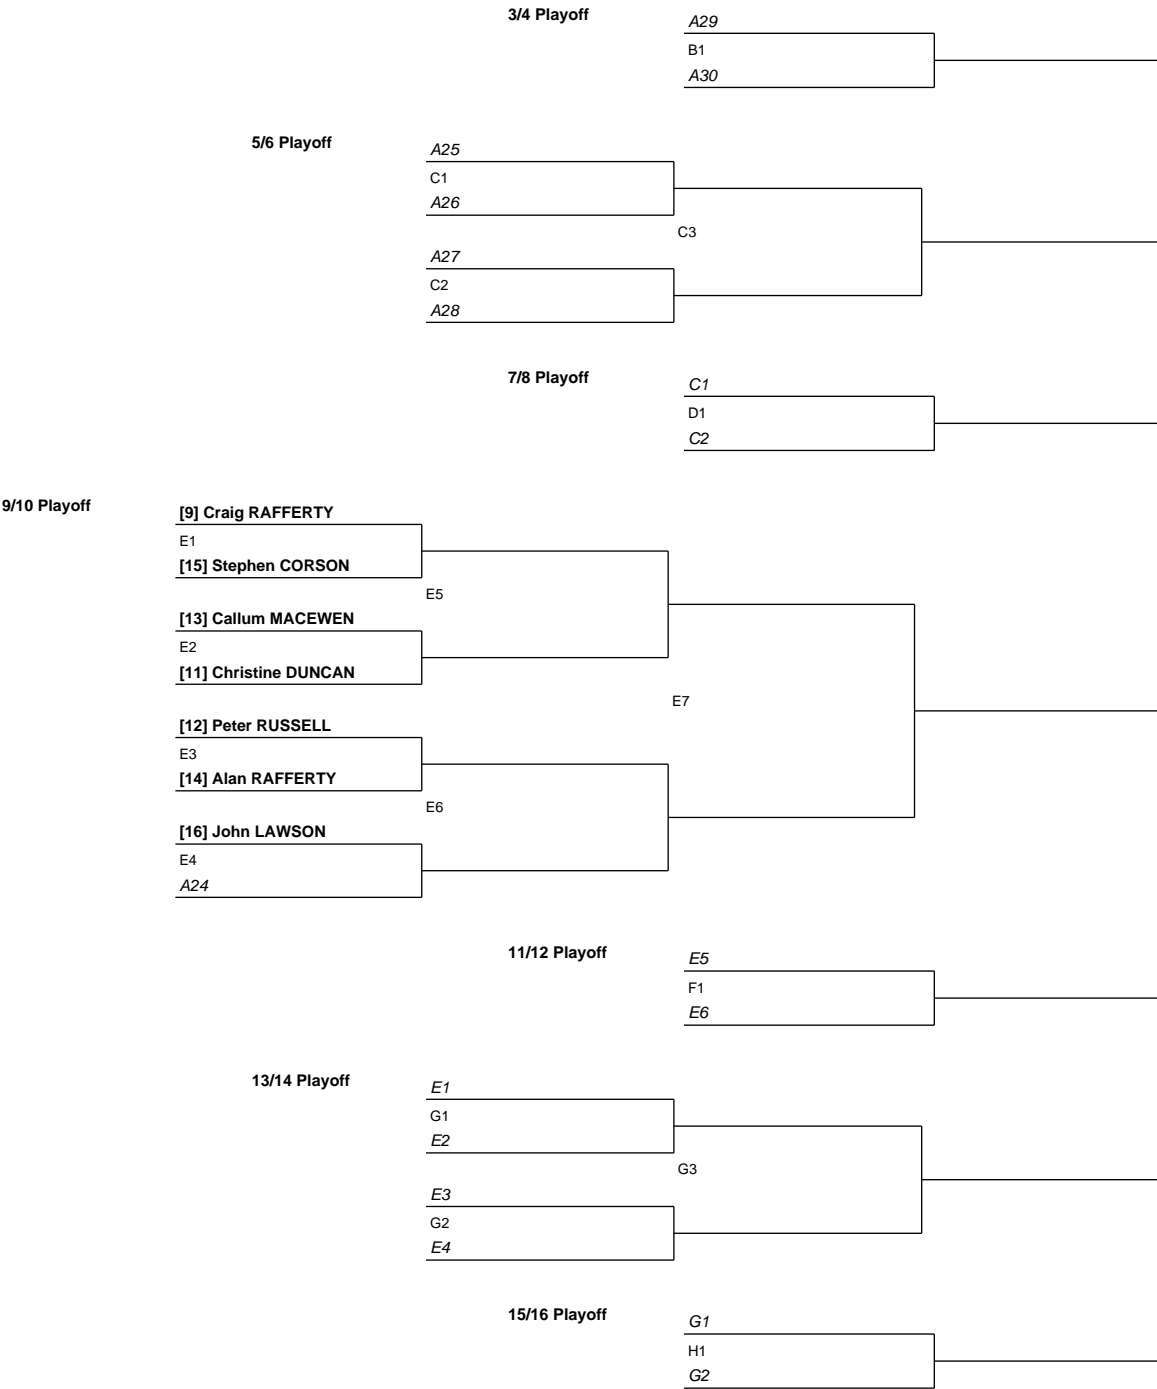 3/4 Playoff
A29
B1
A30
5/6 Playoff
A25
C1
A26
C3
A27
C2
A28
7/8 Playoff
C1
D1
C2
9/10 Playoff
[9] Craig RAFFERTY
E1
[15] Stephen CORSON
E5
[13] Callum MACEWEN
E2
[11] Christine DUNCAN
E7
[12] Peter RUSSELL
E3
[14] Alan RAFFERTY
E6
[16] John LAWSON
E4
A24
11/12 Playoff
E5
F1
E6
13/14 Playoff
E1
G1
E2
G3
E3
G2
E4
15/16 Playoff
G1
H1
G2